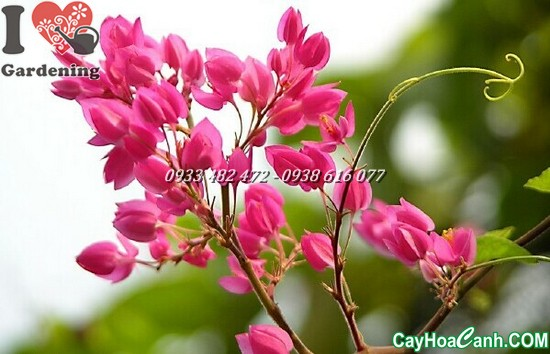 I
Gardening
0933 482 472 -0938 616 077
CayHoaCanh.COM